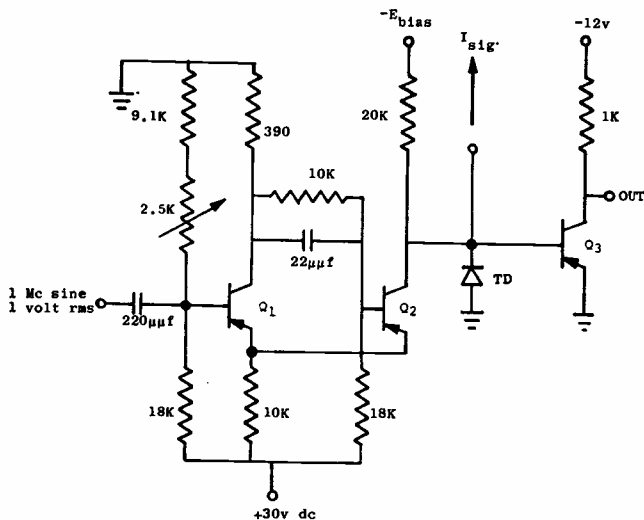 -E bias
I sig.
-12v
9.1K
390
20K
1K
10K
2.5K
OUT
22μμf
Q3
TD
1 Mc sine
1 volt rms
220μμf
Q1
Q2
18K
10K
18K
+30v dc